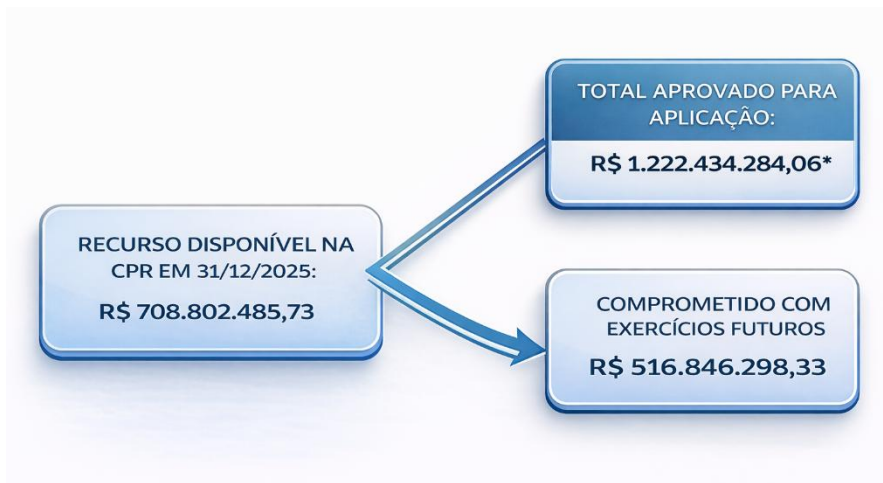 TOTAL APROVADO PARA
APLICAÇÃO:
R$ 1.222.434.284,06*
RECURSO DISPONÍVEL NA
CPR EM 31/12/2025:
R$ 708.802.485,73
COMPROMETIDO COM
EXERCÍCIOS FUTUROS
R$ 516.846.298,33